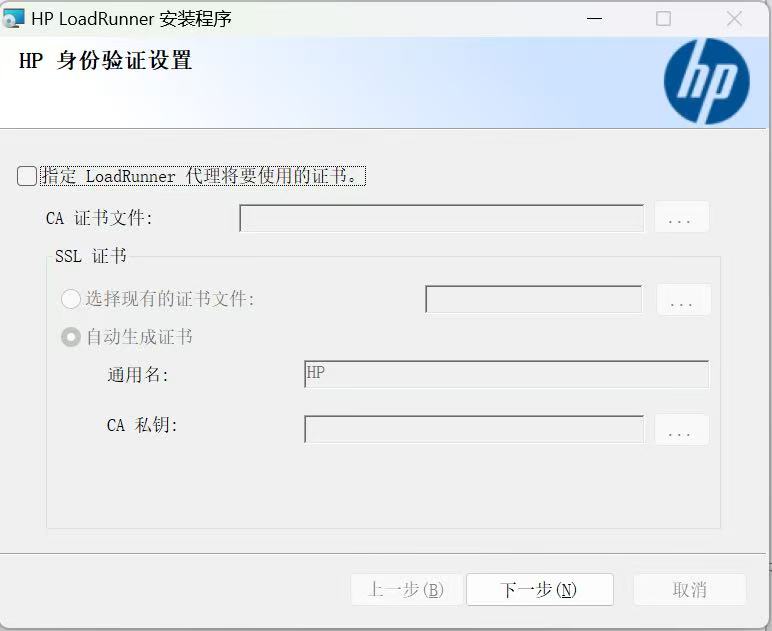 HP LoadRunner 安装程序
HP 身份验证设置
hp
指定 LoadRunner 代理将要使用的证书。
CA 证书文件:
...
SSL 证书
选择现有的证书文件:
...
自动生成证书
通用名:
HP
CA 私钥:
...
上一步(B) 下一步(N) 取消